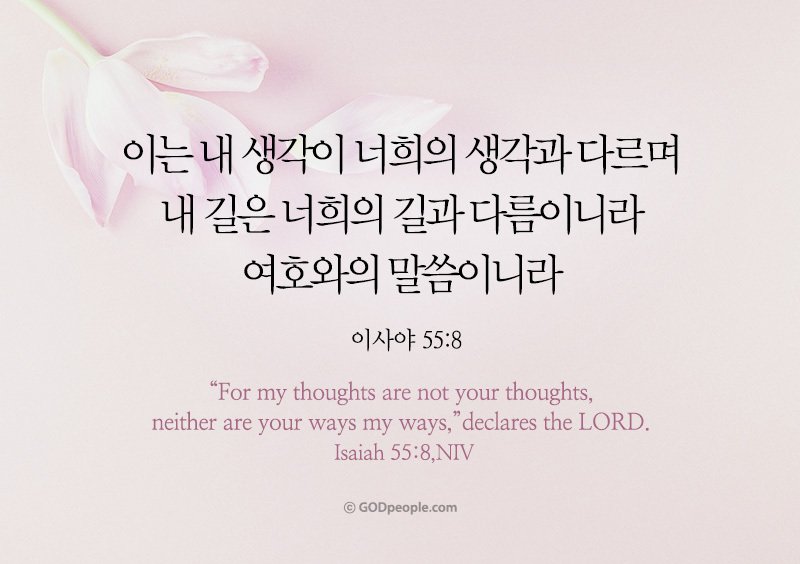 이는 내 생각이 너희의 생각과 다르며
내 길은 너희의 길과 다름이니라
여호와의 말씀이니라
이사야 55:8
“For my thoughts are not your thoughts,
neither are your ways my ways,”declares the LORD.
Isaiah 55:8,NIV
© GODpeople.com